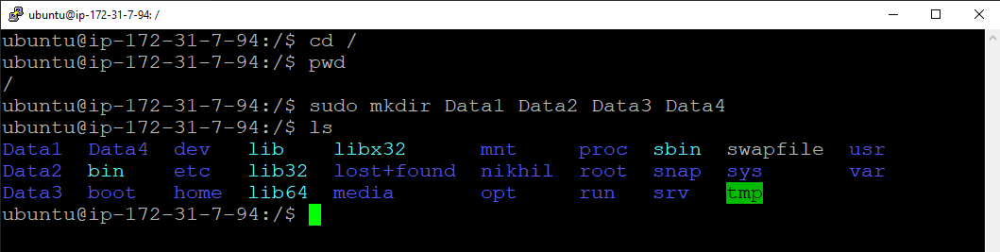 ubuntu@ip-172-31-7-94: /
ubuntu@ip-172-31-7-94:/$ cd /
ubuntu@ip-172-31-7-94:/$ pwd
/
ubuntu@ip-172-31-7-94:/$ sudo mkdir Data1 Data2 Data3 Data4
ubuntu@ip-172-31-7-94:/$ ls
Data1  Data4  dev   lib    libx32      mnt     proc  sbin  swapfile  usr
Data2  bin    etc   lib32  lost+found  nikhil  root  snap  sys       var
Data3  boot   home  lib64  media       opt     run   srv   tmp
ubuntu@ip-172-31-7-94:/$